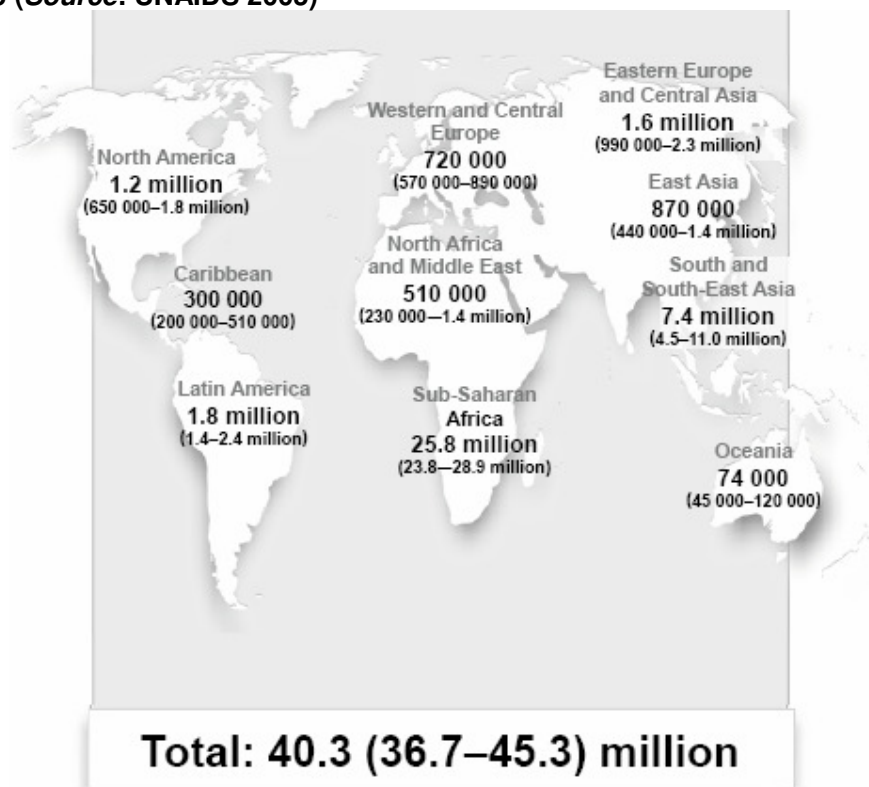 (Source: UNAIDS
North America
1.2 million
(650 000–1.8 million)
Caribbean
300 000
(200 000–510 000)
Latin America
1.8 million
(1.4–2.4 million)
Western and Central
Europe
720 000
(570 000–890 000)
North Africa
and Middle East
510 000
(230 000—1.4 million)
Sub-Saharan
Africa
25.8 million
(23.8—28.9 million)
Eastern Europe
and Central Asia
1.6 million
(990 000–2.3 million)
East Asia
870 000
(440 000–1.4 million)
South and
South-East Asia
7.4 million
(4.5–11.0 million)
Oceania
74 000
(45 000–120 000)
Total: 40.3 (36.7–45.3) million